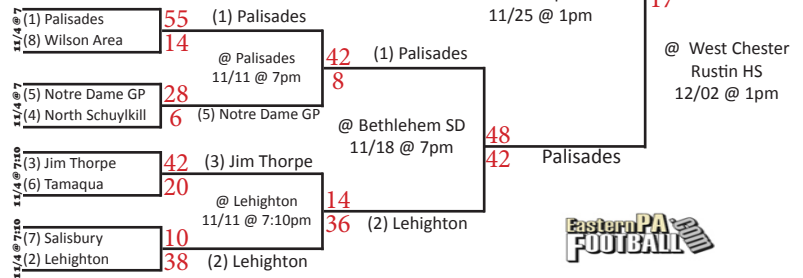 17
11/25 @ 1pm
@ West Chester
Rustin HS
12/02 @ 1pm
11/4 @ 7
(1) Palisades 55
(8) Wilson Area 14
(1) Palisades
@ Palisades
11/11 @ 7pm
42
8
(1) Palisades
11/4 @ 7
(5) Notre Dame GP 28
(4) North Schuylkill 6
(5) Notre Dame GP
@ Bethlehem SD
11/18 @ 7pm
48
42
Palisades
11/4 @ 7:10
(3) Jim Thorpe 42
(6) Tamaqua 20
(3) Jim Thorpe
@ Lehighton
11/11 @ 7:10pm
14
36
(2) Lehighton
11/4 @ 7:10
(7) Salisbury 10
(2) Lehighton 38
(2) Lehighton
EasternPA
FOOTBALL.com